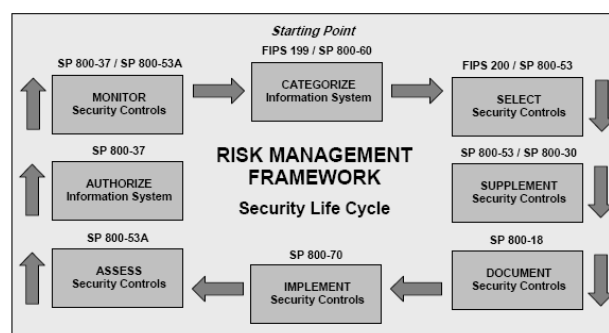 Starting Point
FIPS 199 / SP 800-60
CATEGORIZE
Information System
FIPS 200 / SP 800-53
SELECT
Security Controls
SP 800-53 / SP 800-30
SUPPLEMENT
Security Controls
SP 800-18
DOCUMENT
Security Controls
SP 800-70
IMPLEMENT
Security Controls
SP 800-53A
ASSESS
Security Controls
SP 800-37
AUTHORIZE
Information System
SP 800-37 / SP 800-53A
MONITOR
Security Controls
RISK MANAGEMENT
FRAMEWORK
Security Life Cycle